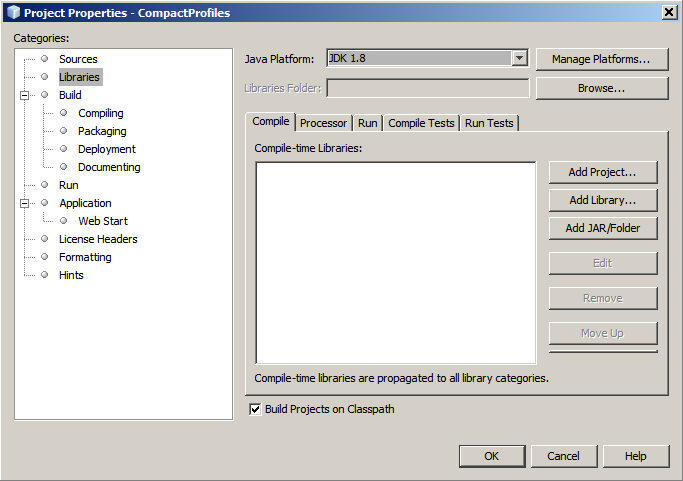 Project Properties - CompactProfiles
Categories:
Sources
Libraries
Build
Compiling
Packaging
Deployment
Documenting
Run
Application
Web Start
License Headers
Formatting
Hints
Java Platform: JDK 1.8 Manage Platforms...
Libraries Folder: Browse...
Compile Processor Run Compile Tests Run Tests
Compile-time Libraries:
Add Project...
Add Library...
Add JAR/Folder
Edit
Remove
Move Up
Compile-time libraries are propagated to all library categories.
Build Projects on Classpath
OK Cancel Help